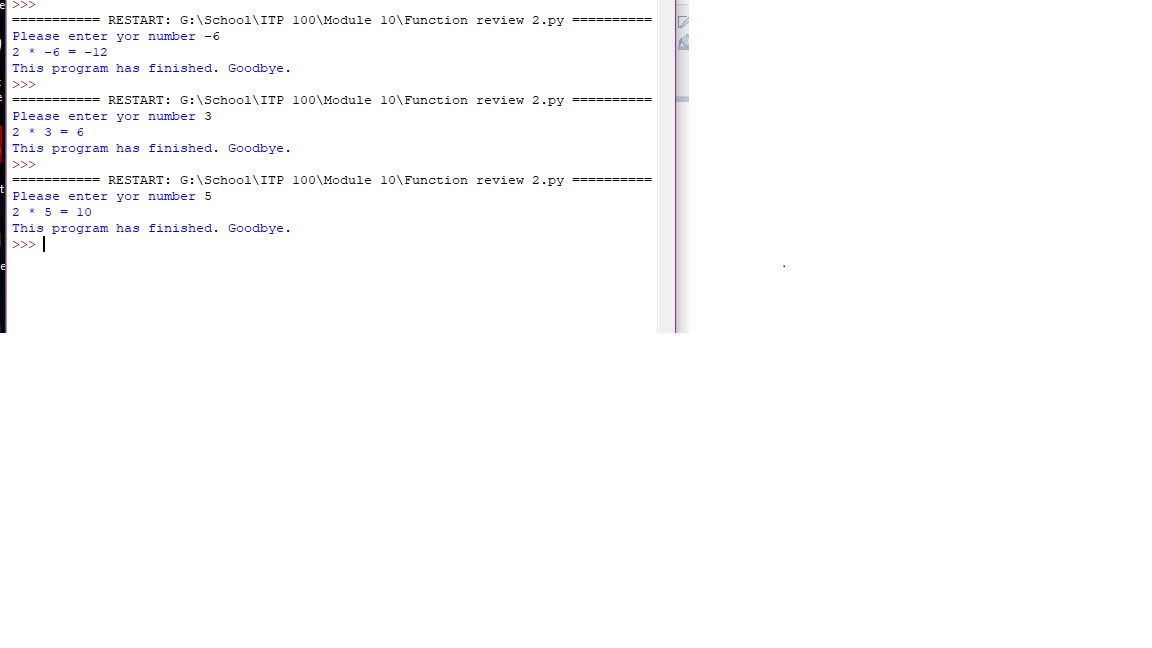 >>>
=========== RESTART: G:\School\ITP 100\Module 10\Function review 2.py ==========
Please enter yor number -6
2 * -6 = -12
This program has finished. Goodbye.
>>>
=========== RESTART: G:\School\ITP 100\Module 10\Function review 2.py ==========
Please enter yor number 3
2 * 3 = 6
This program has finished. Goodbye.
>>>
=========== RESTART: G:\School\ITP 100\Module 10\Function review 2.py ==========
Please enter yor number 5
2 * 5 = 10
This program has finished. Goodbye.
>>>